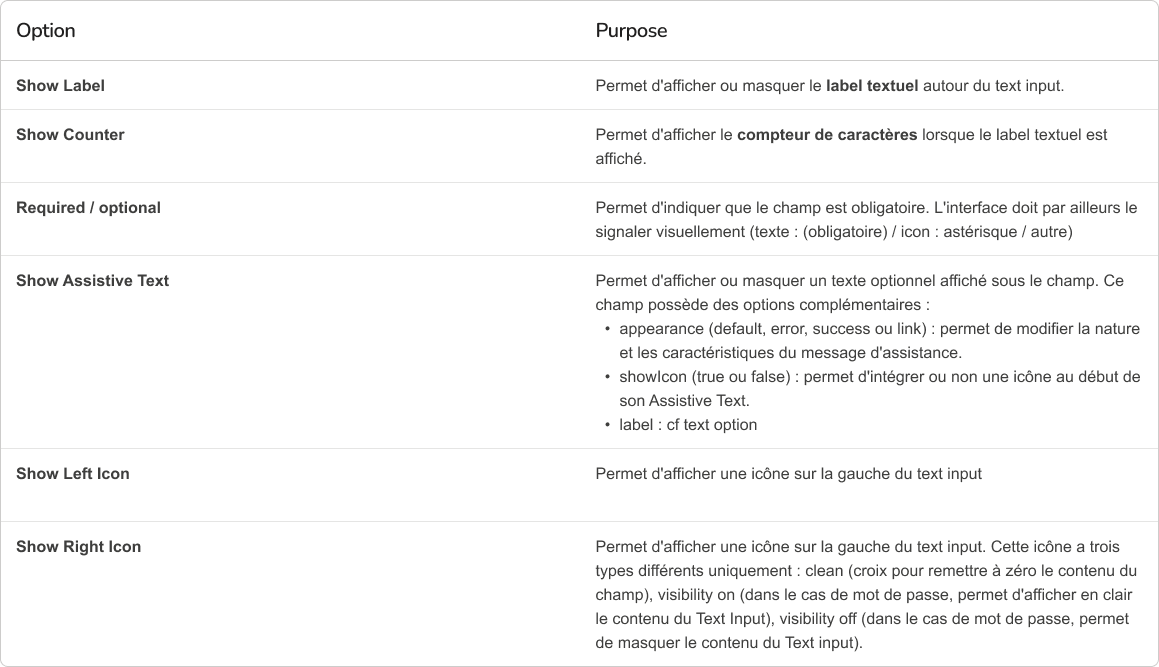 Option
Purpose
Show Label
Permet d'afficher ou masquer le label textuel autour du text input.
Show Counter
Permet d'afficher le compteur de caractères lorsque le label textuel est
affiché.
Required / optional
Permet d'indiquer que le champ est obligatoire. L'interface doit par ailleurs le
signaler visuellement (texte : (obligatoire) / icon : astérisque / autre)
Show Assistive Text
Permet d'afficher ou masquer un texte optionnel affiché sous le champ. Ce
champ possède des options complémentaires :
• appearance (default, error, success ou link) : permet de modifier la nature
et les caractéristiques du message d'assistance.
• showIcon (true ou false) : permet d'intégrer ou non une icône au début de
son Assistive Text.
• label : cf text option
Show Left Icon
Permet d'afficher une icône sur la gauche du text input
Show Right Icon
Permet d'afficher une icône sur la gauche du text input. Cette icône a trois
types différents uniquement : clean (croix pour remettre à zéro le contenu du
champ), visibility on (dans le cas de mot de passe, permet d'afficher en clair
le contenu du Text Input), visibility off (dans le cas de mot de passe, permet
de masquer le contenu du Text input).